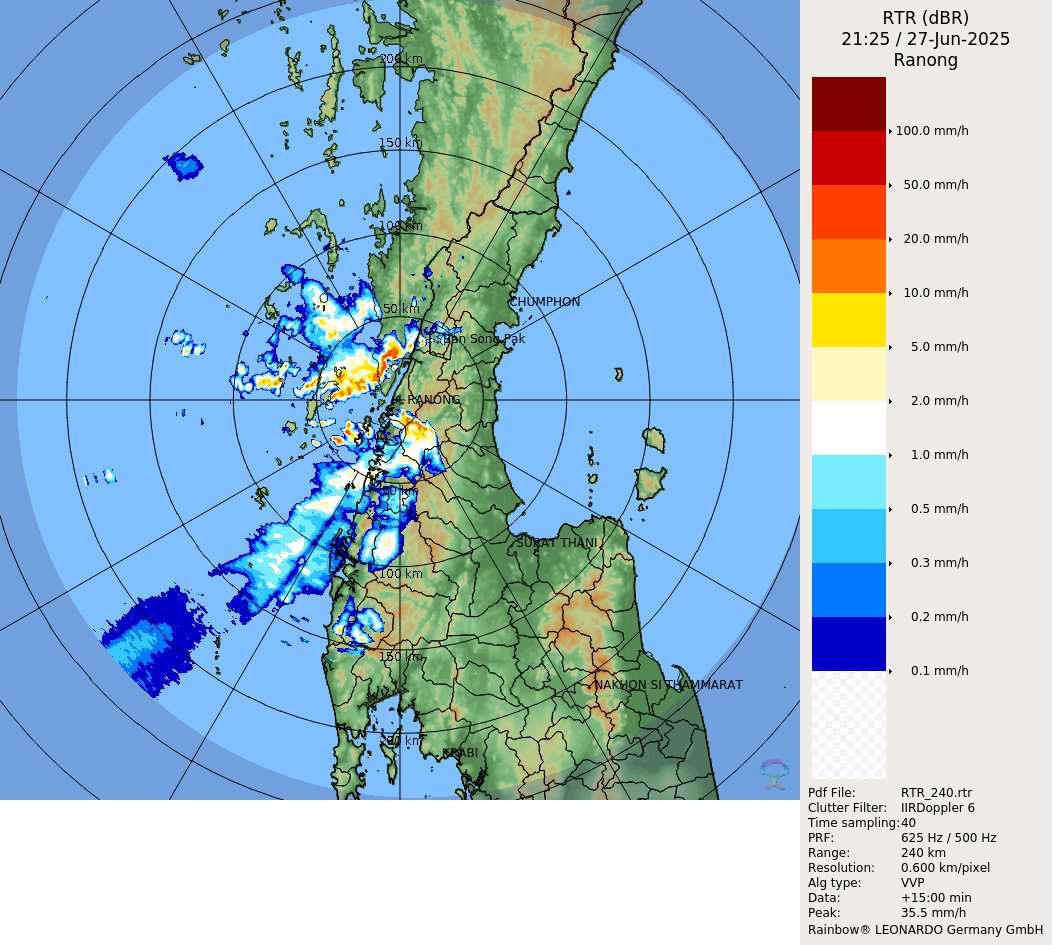 RTR (dBR)
21:25 / 27-Jun-2025
Ranong
200 km
150 km
100 km
50 km
CHUMPHON
Ban Song Pak
RANONG
50 km
SURAT THANI
100 km
150 km
NAKHON SI THAMMARAT
200 km
KRABI
100.0 mm/h
50.0 mm/h
20.0 mm/h
10.0 mm/h
5.0 mm/h
2.0 mm/h
1.0 mm/h
0.5 mm/h
0.3 mm/h
0.2 mm/h
0.1 mm/h
Pdf File: RTR_240.rtr
Clutter Filter: IIRDoppler 6
Time sampling:40
PRF: 625 Hz / 500 Hz
Range: 240 km
Resolution: 0.600 km/pixel
Alg type: VVP
Data: +15:00 min
Peak: 35.5 mm/h
Rainbow® LEONARDO Germany GmbH